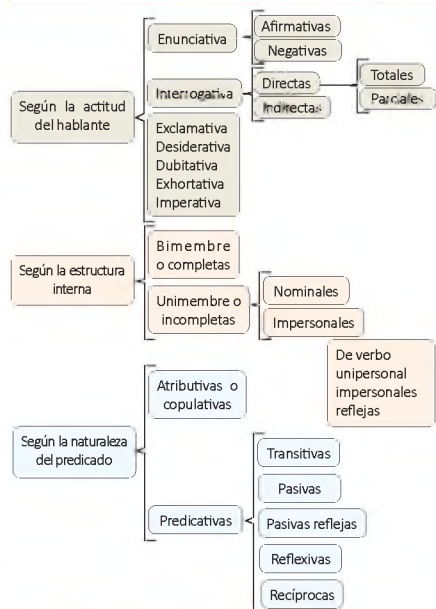 Según la actitud
del hablante
Enunciativa
Afirmativas
Negativas
Interrogativa
Directas
Indirectas
Totales
Parciales
Exclamativa
Desiderativa
Dubitativa
Exhortativa
Imperativa
Según la estructura
interna
Bimembre
o completas
Unimembre o
incompletas
Nominales
Impersonales
De verbo
unipersonal
impersonales
reflejas
Según la naturaleza
del predicado
Atributivas o
copulativas
Predicativas
Transitivas
Pasivas
Pasivas reflejas
Reflexivas
Recíprocas